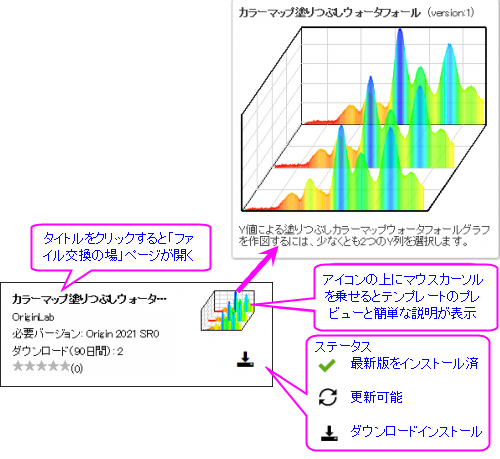 カラーマップ塗りつぶしウォータフォール (version:1)
Y値による塗りつぶしカラーマップウォータフォールグラフ
を作図するには、少なくとも2つのY列を選択します。
タイトルをクリックすると「ファ
イル交換の場」ページが開く
カラーマップ塗りつぶしウォーター…
OriginLab
必要バージョン: Origin 2021 SR0
ダウンロード(90日間): 2
(0)
アイコンの上にマウスカーソル
を乗せるとテンプレートのプレ
ビューと簡単な説明が表示
ステータス
最新版をインストール済
更新可能
ダウンロードインストール